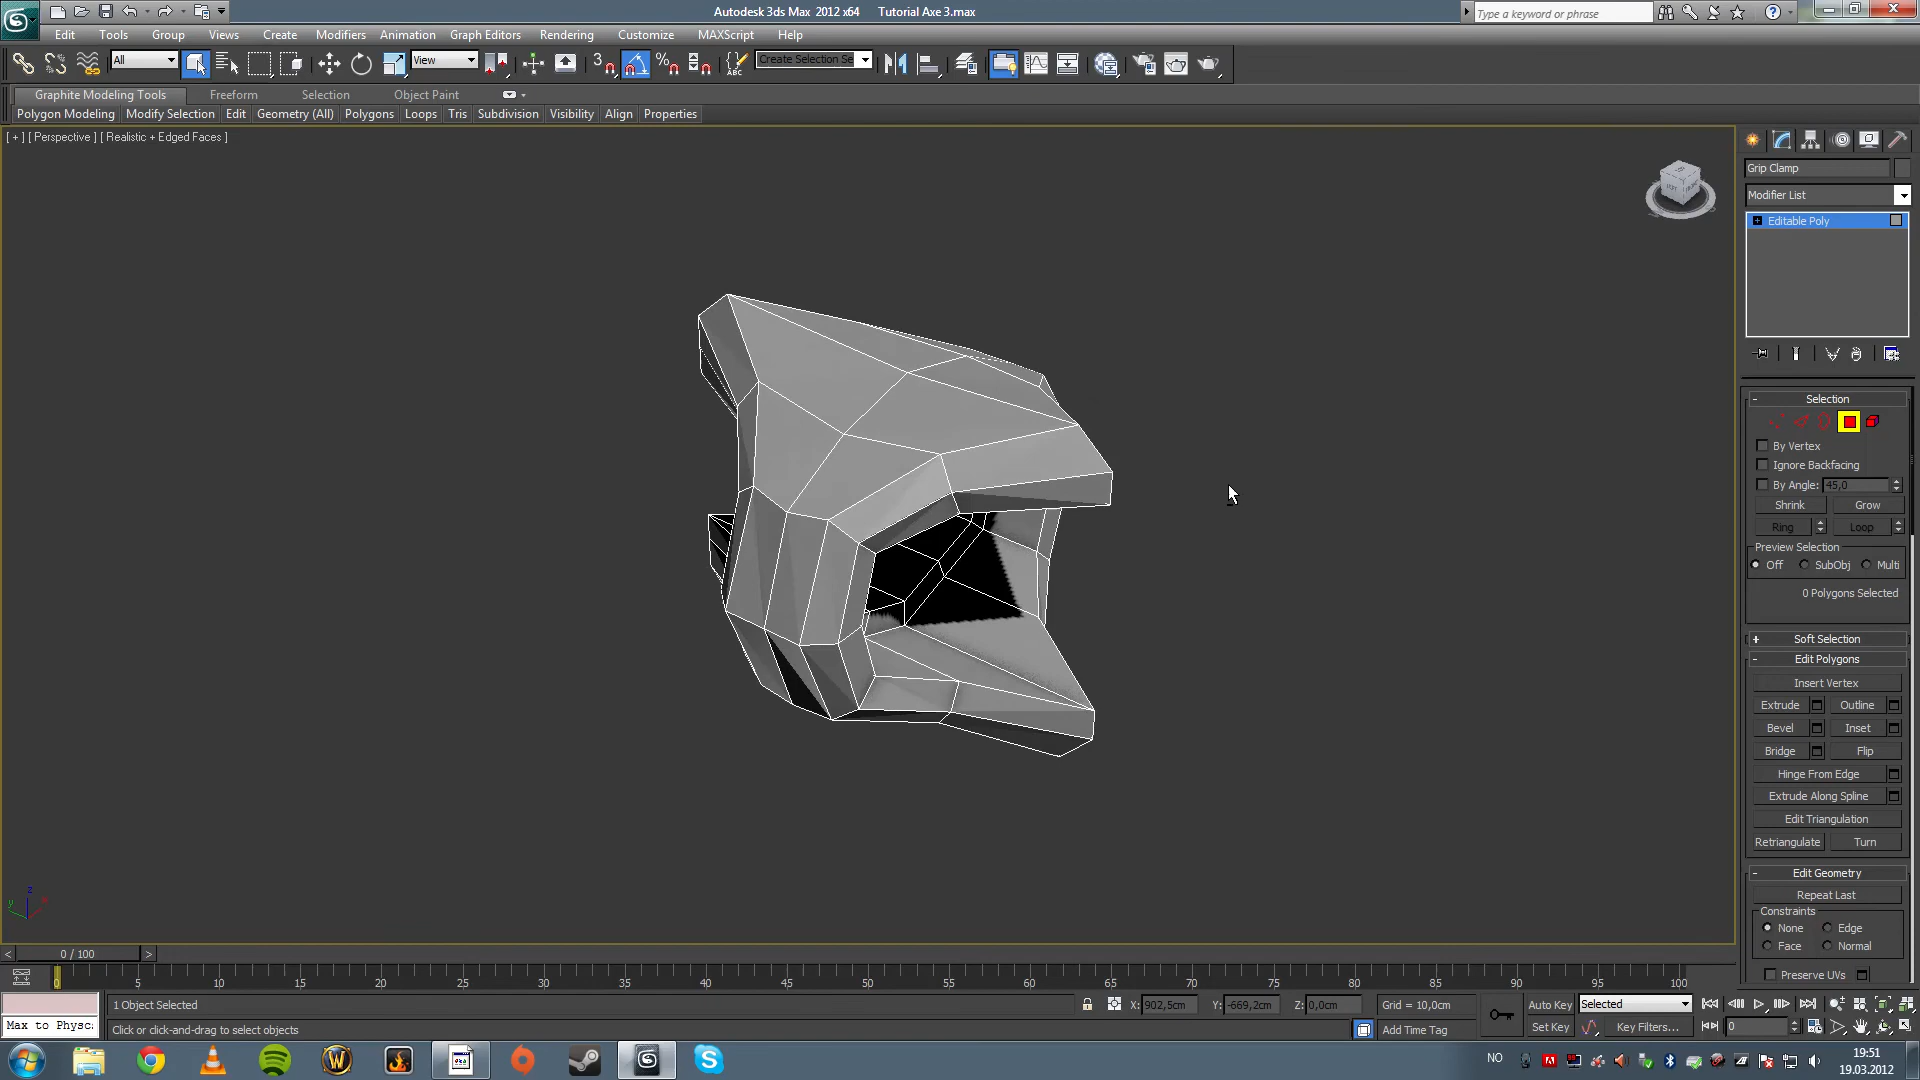 Autodesk 3ds Max 2012 x64 Tutorial Axe 3.max
Type a keyword or phrase
Edit Tools Group Views Create Modifiers Animation Graph Editors Rendering Customize MAXScript Help
All View Create Selection Se
Graphite Modeling Tools Freeform Selection Object Paint
Polygon Modeling Modify Selection Edit Geometry (All) Polygons Loops Tris Subdivision Visibility Align Properties
[ + ] [ Perspective ] [ Realistic + Edged Faces ]
Grip Clamp
Modifier List
Editable Poly
Selection
By Vertex
Ignore Backfacing
By Angle: 45,0
Shrink Grow
Ring Loop
Preview Selection
Off SubObj Multi
0 Polygons Selected
Soft Selection
Edit Polygons
Insert Vertex
Extrude Outline
Bevel Inset
Bridge Flip
Hinge From Edge
Extrude Along Spline
Edit Triangulation
Retriangulate Turn
Edit Geometry
Repeat Last
Constraints
None Edge
Face Normal
Preserve UVs
z
y x
< 0 / 100 >
0 5 10 15 20 25 30 35 40 45 50 55 60 65 70 75 80 85 90 95 100
1 Object Selected X: 902,5cm Y: -669,2cm Z: 0,0cm Grid = 10,0cm Auto Key Selected
Max to Physc: Click or click-and-drag to select objects Add Time Tag Set Key Key Filters... 0
NO 19:51
19.03.2012